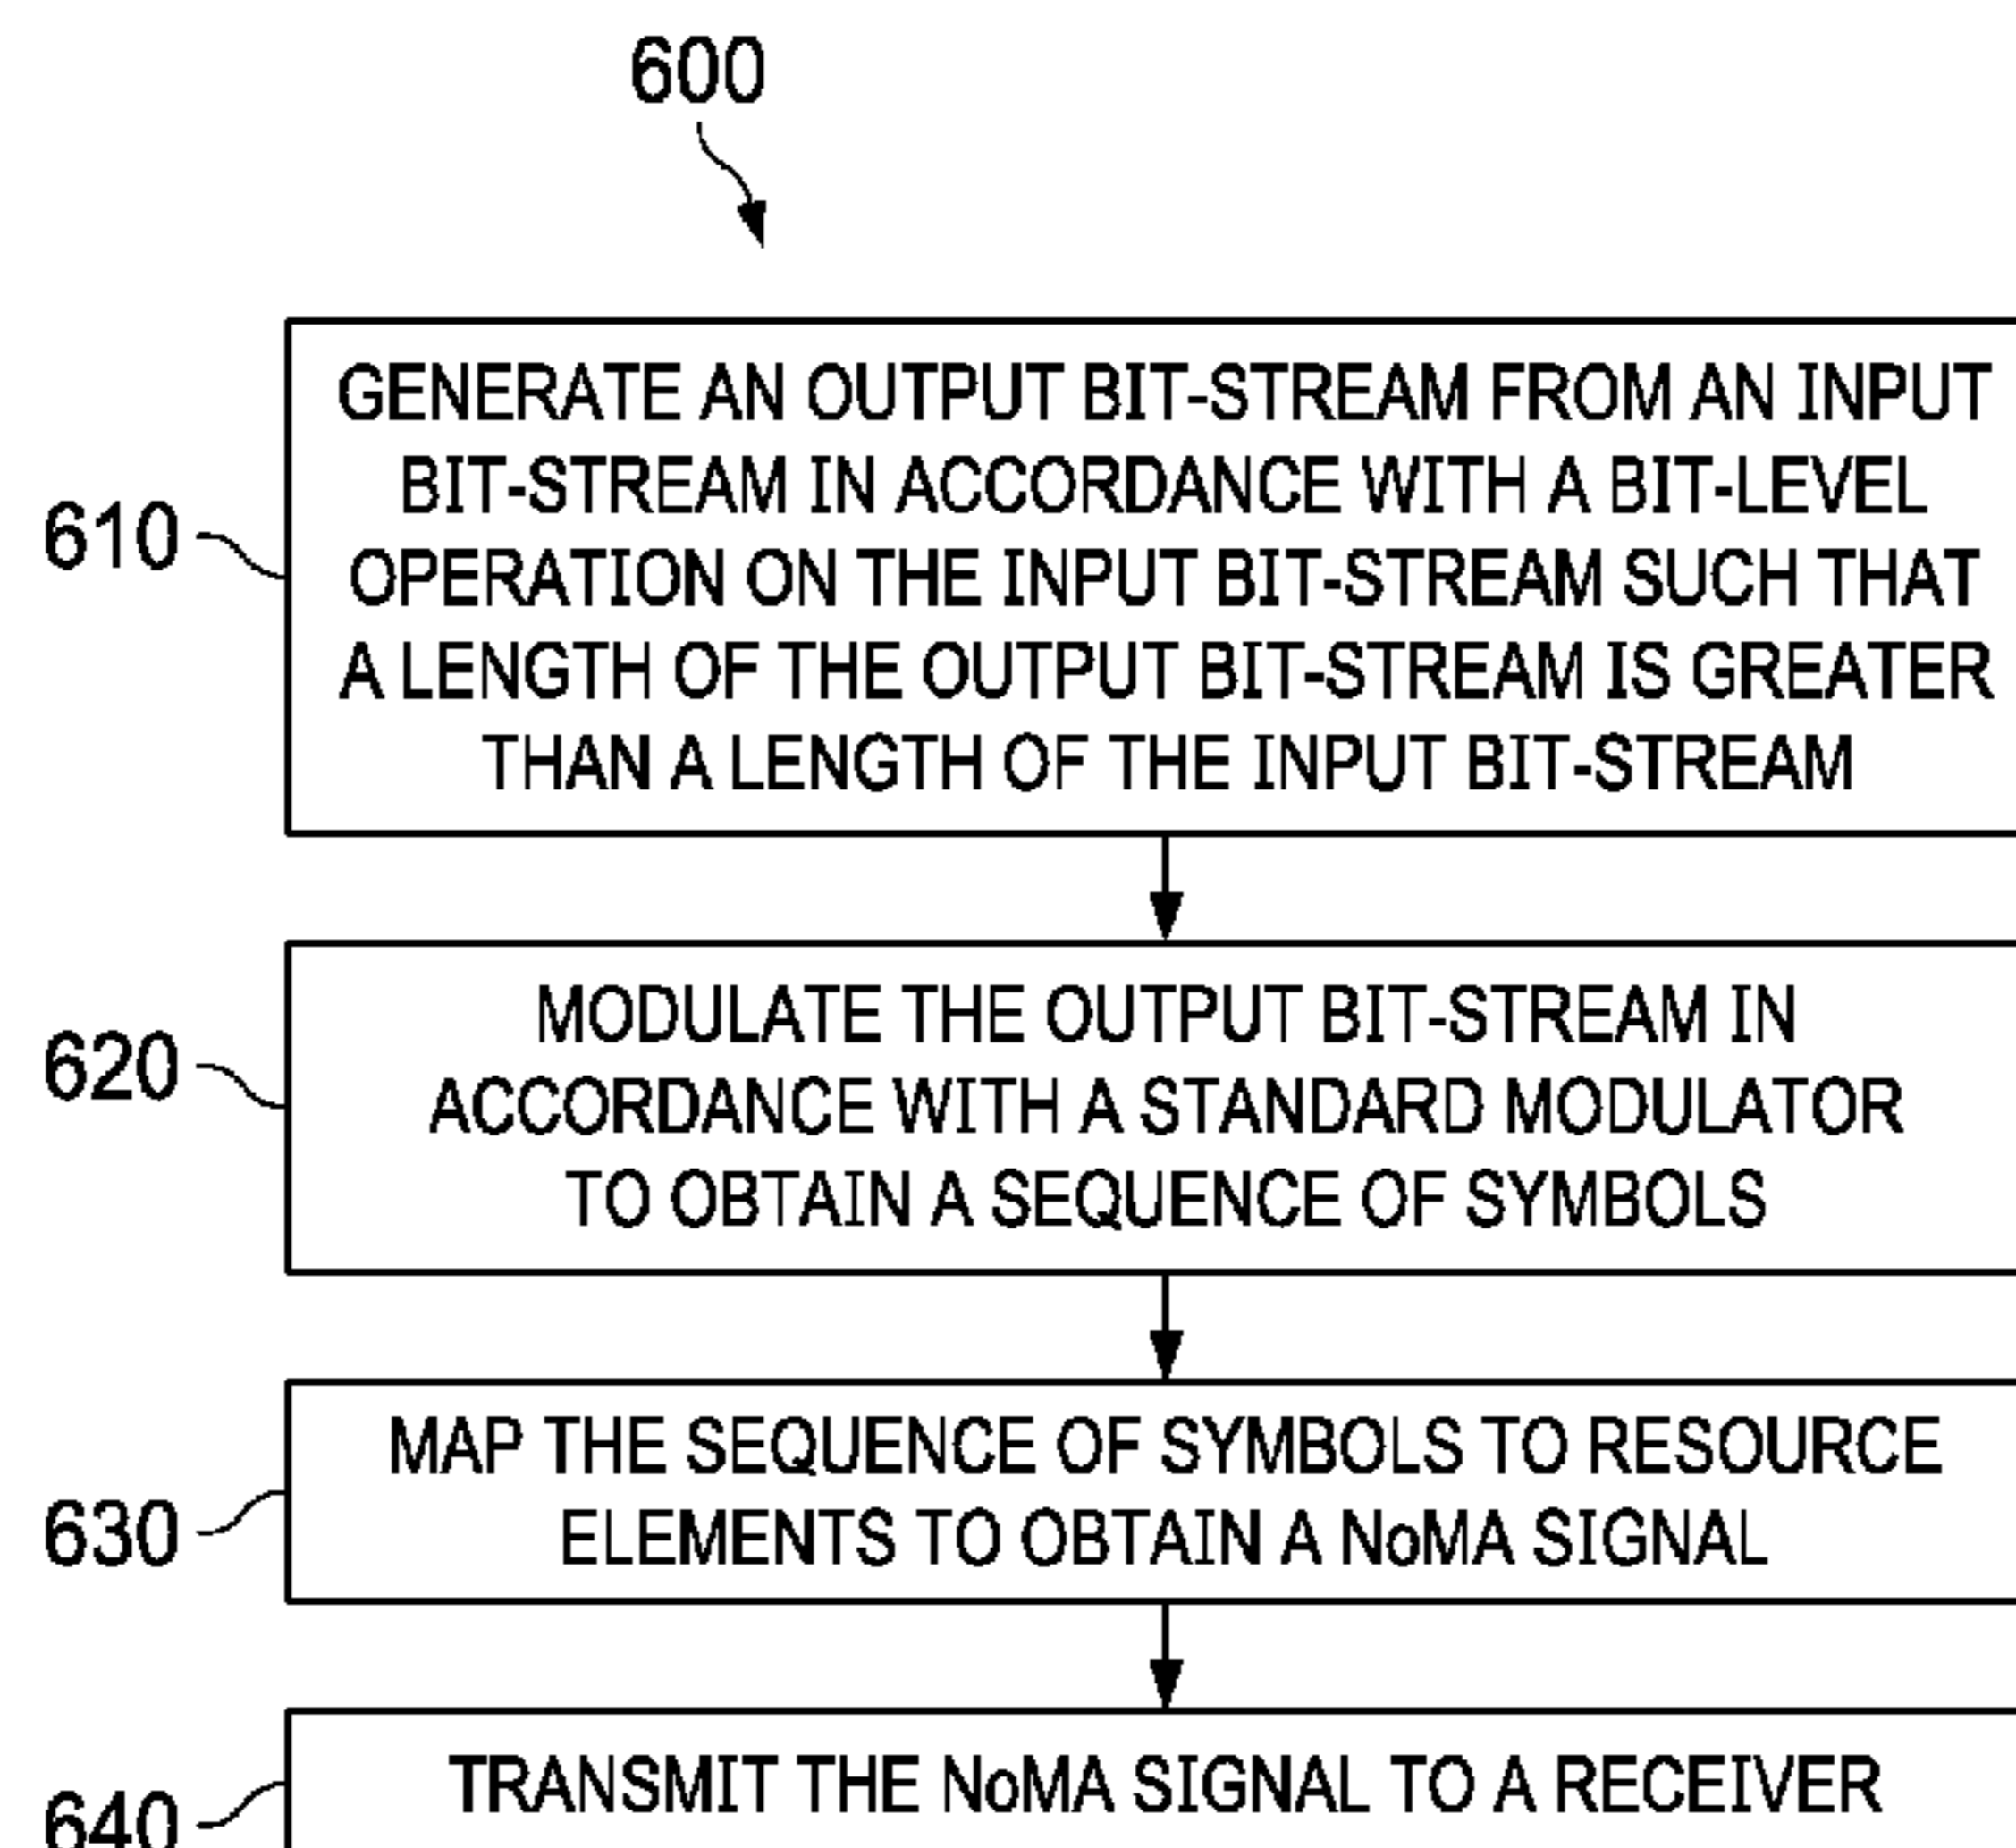 600
610
GENERATE AN OUTPUT BIT-STREAM FROM AN INPUT
BIT-STREAM IN ACCORDANCE WITH A BIT-LEVEL
OPERATION ON THE INPUT BIT-STREAM SUCH THAT
A LENGTH OF THE OUTPUT BIT-STREAM IS GREATER
THAN A LENGTH OF THE INPUT BIT-STREAM
620
MODULATE THE OUTPUT BIT-STREAM IN
ACCORDANCE WITH A STANDARD MODULATOR
TO OBTAIN A SEQUENCE OF SYMBOLS
630
MAP THE SEQUENCE OF SYMBOLS TO RESOURCE
ELEMENTS TO OBTAIN A NoMA SIGNAL
640
TRANSMIT THE NoMA SIGNAL TO A RECEIVER